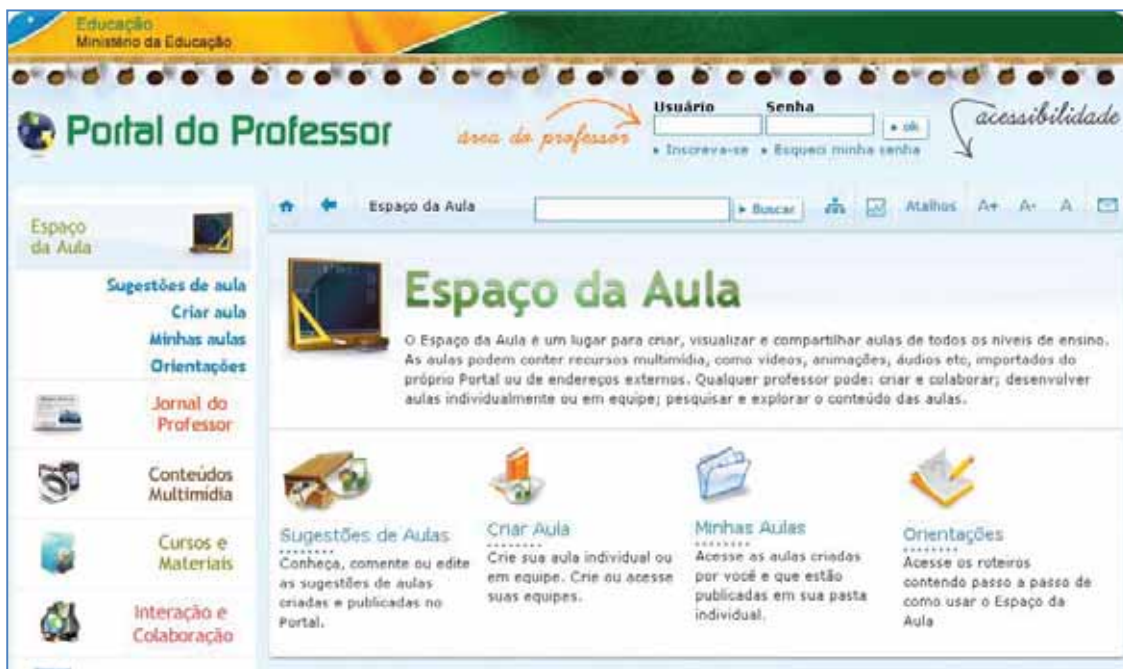 Educação
Ministério da Educação
Portal do Professor
área do professor
Usuário Senha
ok
Inscreva-se Esqueci minha senha
acessibilidade
Espaço da Aula
Buscar
Atalhos A+ A- A
Espaço
da Aula
Sugestões de aula
Criar aula
Minhas aulas
Orientações
Jornal do
Professor
Conteúdos
Multimídia
Cursos e
Materiais
Interação e
Colaboração
Espaço da Aula
O Espaço da Aula é um lugar para criar, visualizar e compartilhar aulas de todos os níveis de ensino.
As aulas podem conter recursos multimídia, como vídeos, animações, áudios etc, importados do
próprio Portal ou de endereços externos. Qualquer professor pode: criar e colaborar; desenvolver
aulas individualmente ou em equipe; pesquisar e explorar o conteúdo das aulas.
Sugestões de Aulas
Conheça, comente ou edite
as sugestões de aulas
criadas e publicadas no
Portal.
Criar Aula
Crie sua aula individual ou
em equipe. Crie ou acesse
suas equipes.
Minhas Aulas
Acesse as aulas criadas
por você e que estão
publicadas em sua pasta
individual.
Orientações
Acesse os roteiros
contendo passo a passo de
como usar o Espaço da
Aula